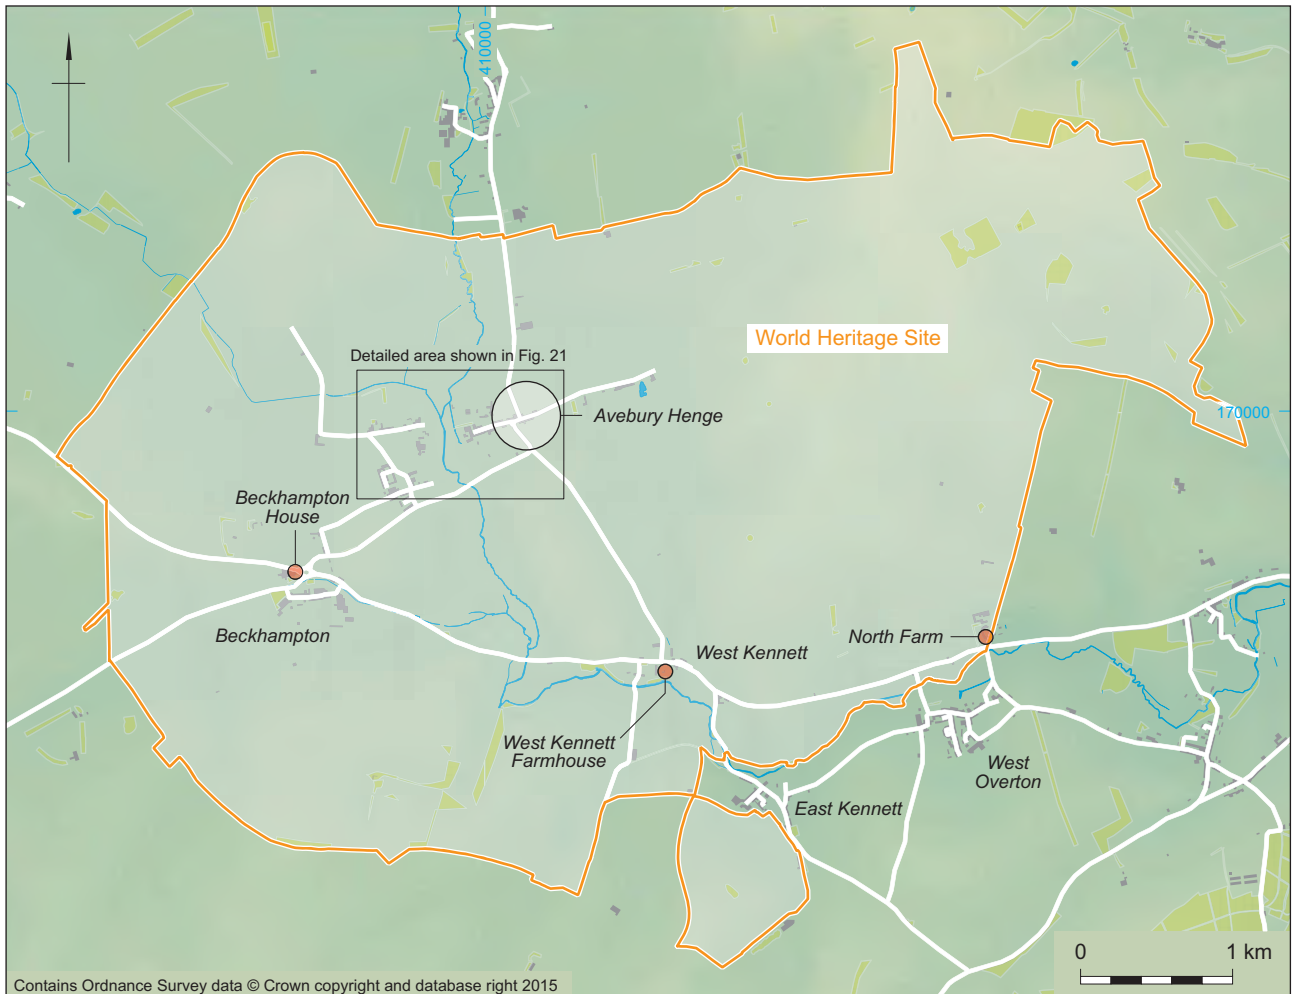 410000
World Heritage Site
Detailed area shown in Fig. 21
Avebury Henge
170000
Beckhampton
House
Beckhampton
North Farm
West Kennett
West Kennett
Farmhouse
West
Overton
East Kennett
0 1 km
Contains Ordnance Survey data © Crown copyright and database right 2015